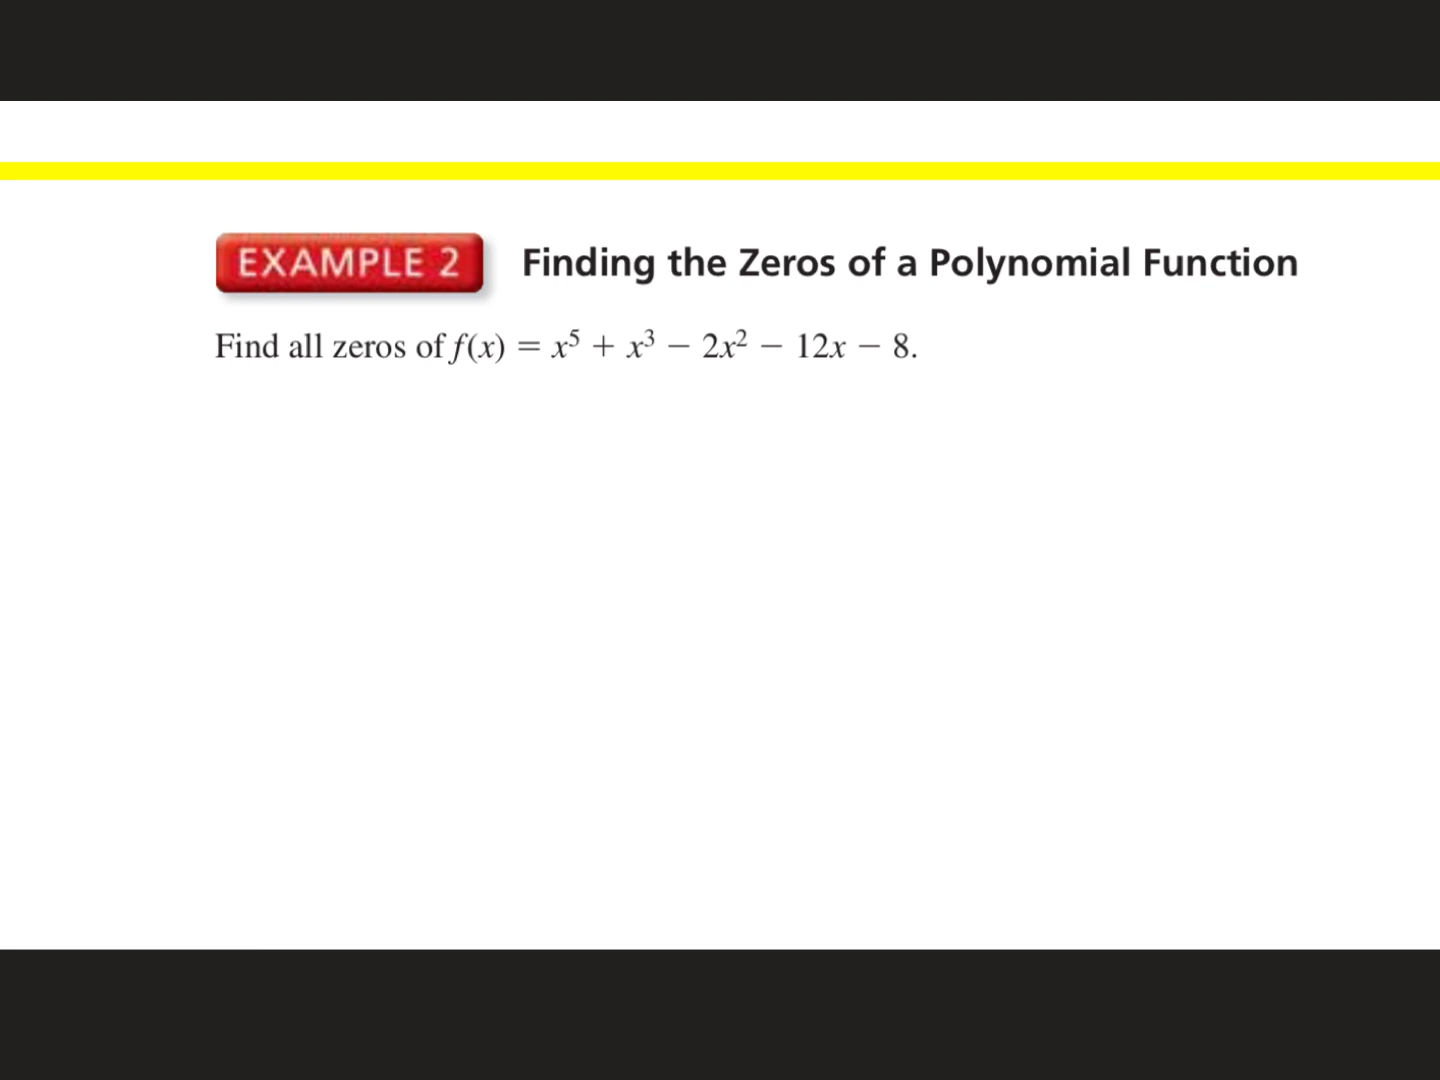 EXAMPLE 2 Finding the Zeros of a Polynomial Function
Find all zeros of f(x) = x⁵ + x³ − 2x² − 12x − 8.